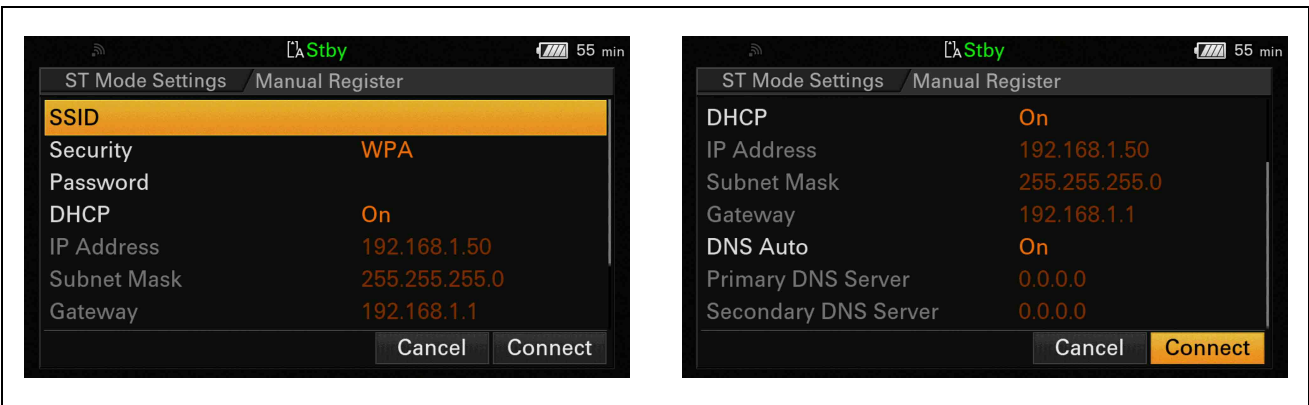 Stby 55 min
ST Mode Settings Manual Register
SSID
Security WPA
Password
DHCP On
IP Address 192.168.1.50
Subnet Mask 255.255.255.0
Gateway 192.168.1.1
Cancel Connect
Stby 55 min
ST Mode Settings Manual Register
DHCP On
IP Address 192.168.1.50
Subnet Mask 255.255.255.0
Gateway 192.168.1.1
DNS Auto On
Primary DNS Server 0.0.0.0
Secondary DNS Server 0.0.0.0
Cancel Connect